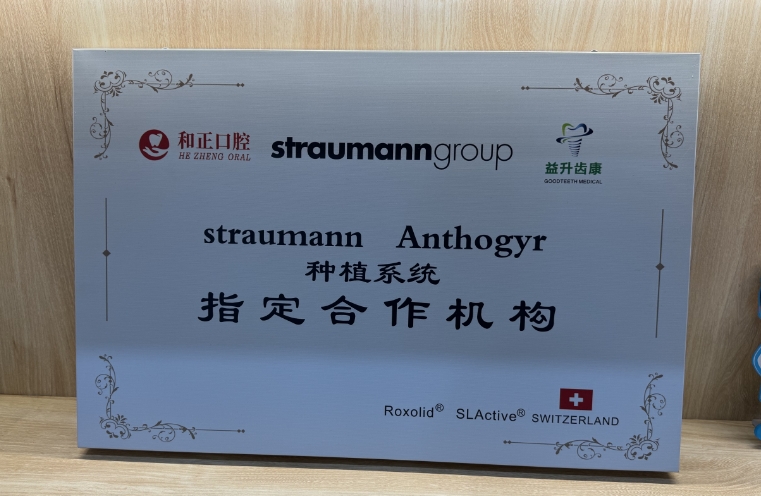 和正口腔
HE ZHENG ORAL
straumanngroup
益升齿康
GOODTEETH MEDICAL
straumann Anthogyr
种植系统
指定合作机构
Roxolid® SLActive® SWITZERLAND